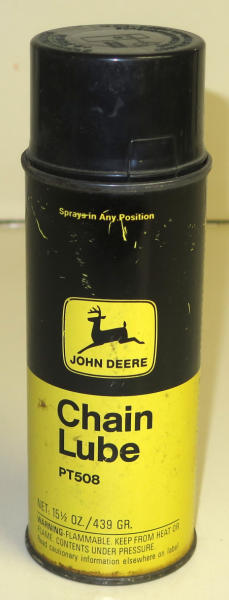 Sprays in Any Position
JOHN DEERE
Chain
Lube
PT508
NET. 15½ OZ./439 GR.
WARNING-FLAMMABLE. KEEP FROM HEAT OR
FLAME. CONTENTS UNDER PRESSURE.
Read cautionary information elsewhere on label